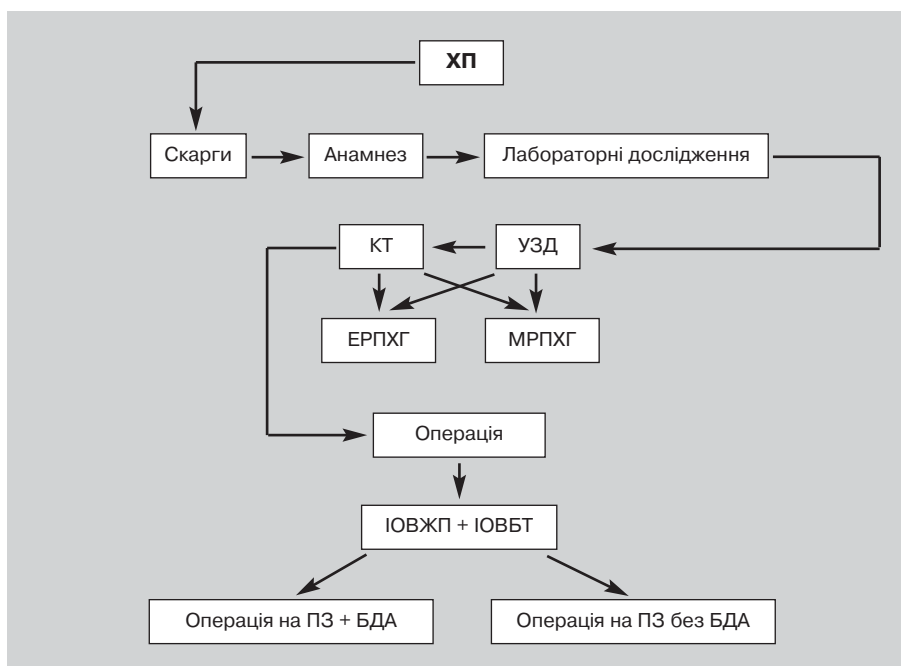 ХП
Скарги
Анамнез
Лабораторні дослідження
КТ
УЗД
ЕРПХГ
МРПХГ
Операція
ІОВЖП + ІОВБТ
Операція на ПЗ + БДА
Операція на ПЗ без БДА